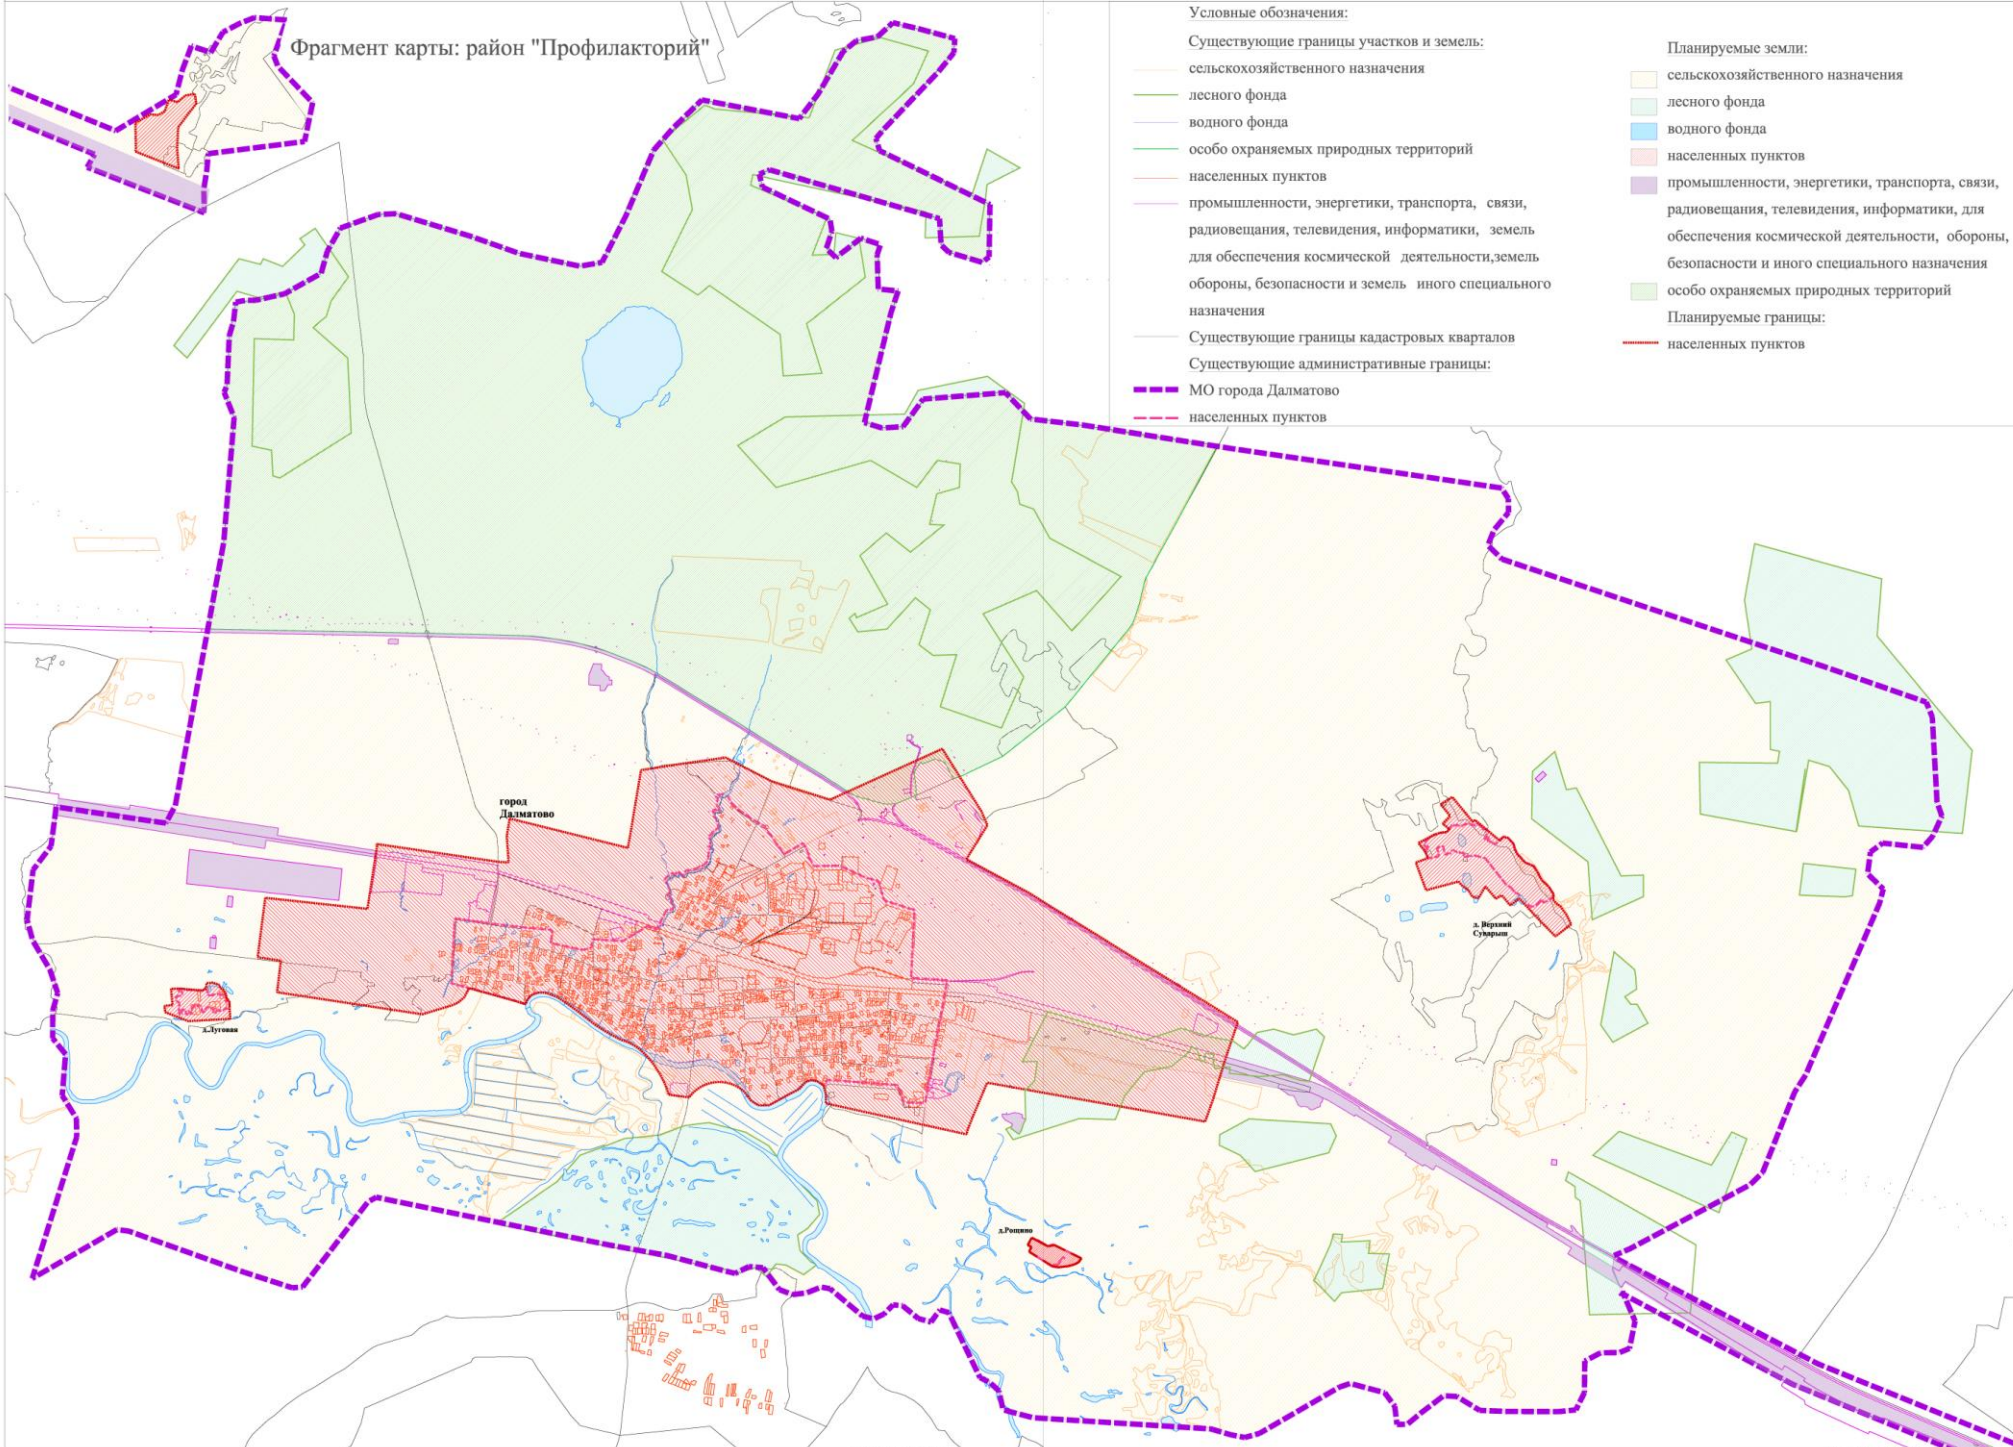 Фрагмент карты: район "Профилакторий"
Условные обозначения:
Существующие границы участков и земель:
сельскохозяйственного назначения
лесного фонда
водного фонда
особо охраняемых природных территорий
населенных пунктов
промышленности, энергетики, транспорта, связи,
радиовещания, телевидения, информатики, земель
для обеспечения космической деятельности,земель
обороны, безопасности и земель иного специального
назначения
Существующие границы кадастровых кварталов
Существующие административные границы:
МО города Далматово
населенных пунктов
Планируемые земли:
сельскохозяйственного назначения
лесного фонда
водного фонда
населенных пунктов
промышленности, энергетики, транспорта, связи,
радиовещания, телевидения, информатики, для
обеспечения космической деятельности, обороны,
безопасности и иного специального назначения
особо охраняемых природных территорий
Планируемые границы:
населенных пунктов
город
Далматово
д. Верхний
Суварыш
д.Луговая
д.Рощино